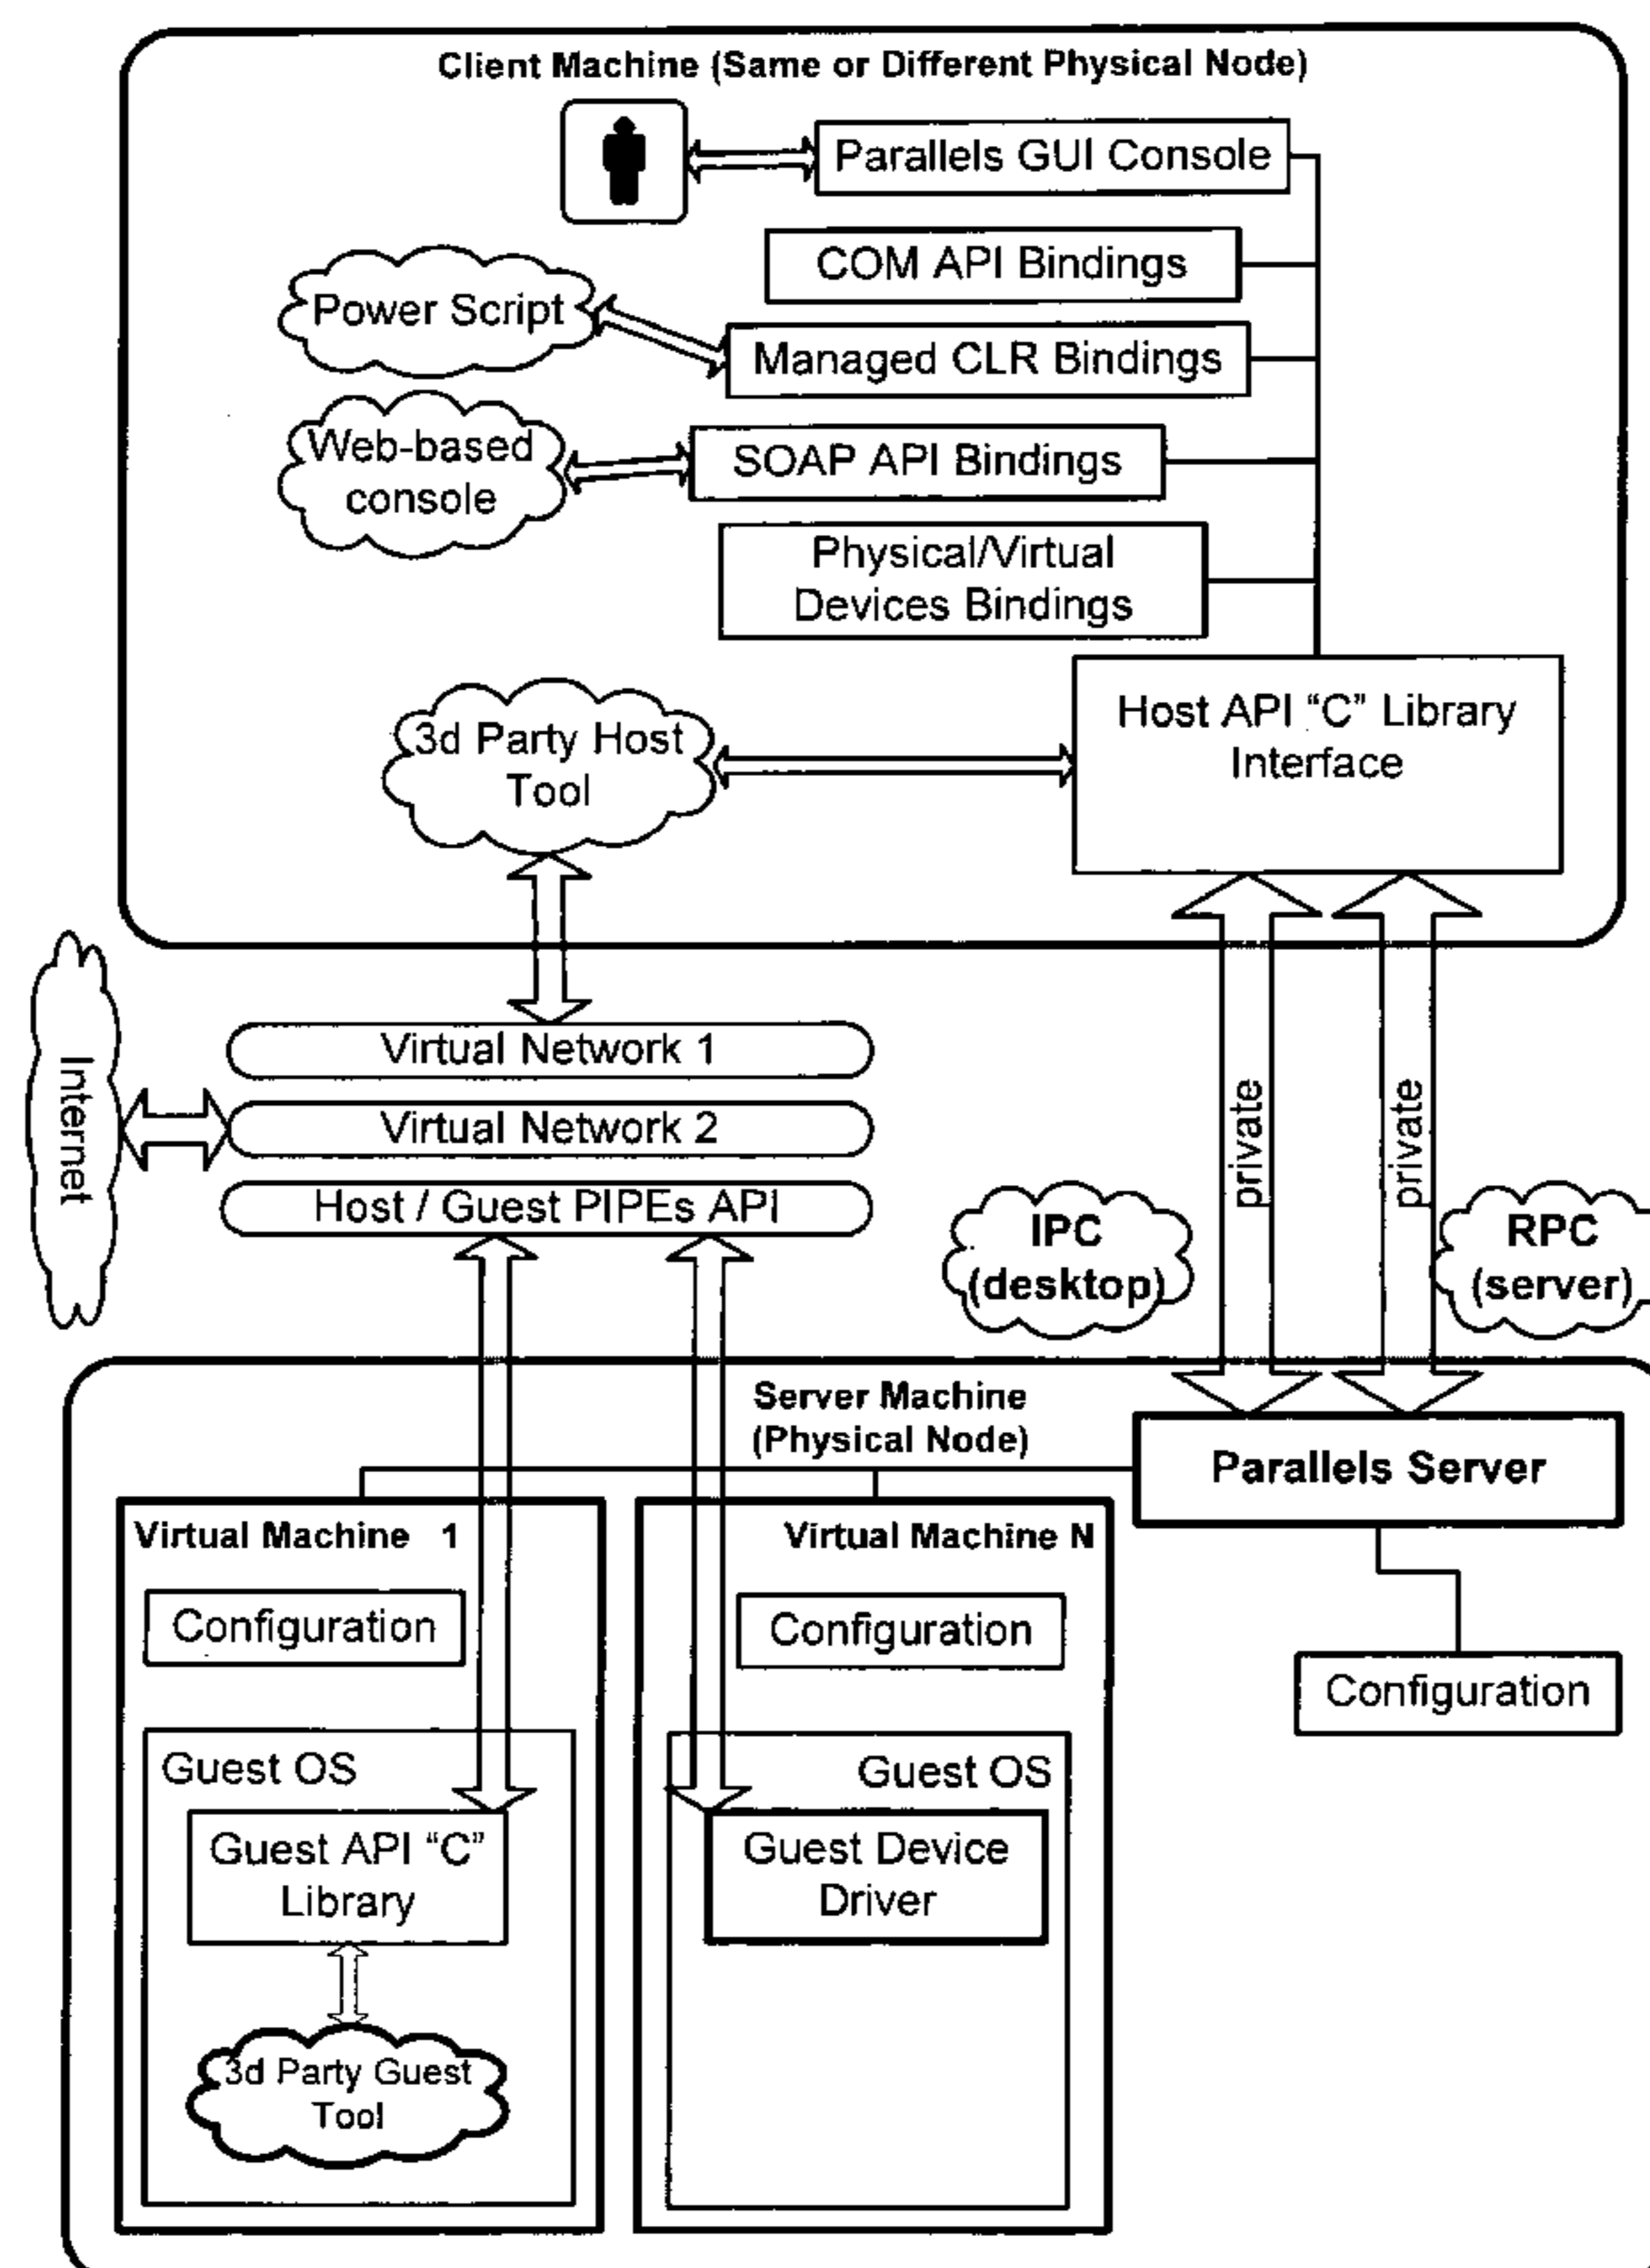 Client Machine (Same or Different Physical Node)
Parallels GUI Console
COM API Bindings
Power Script
Managed CLR Bindings
Web-based
console
SOAP API Bindings
Physical/Virtual
Devices Bindings
3d Party Host
Tool
Host API “C” Library
Interface
Internet
Virtual Network 1
Virtual Network 2
Host / Guest PIPEs API
private
private
IPC
(desktop)
RPC
(server)
Server Machine
(Physical Node)
Parallels Server
Virtual Machine 1
Virtual Machine N
Configuration
Configuration
Configuration
Guest OS
Guest OS
Guest API “C”
Library
Guest Device
Driver
3d Party Guest
Tool